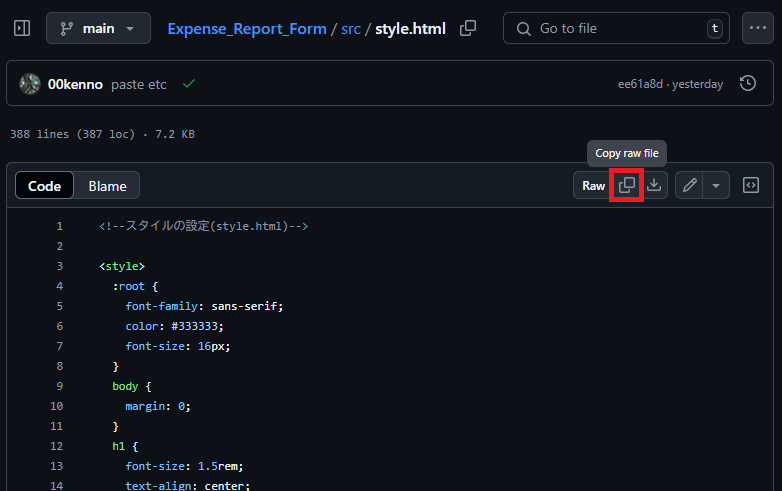 main Expense_Report_Form / src / style.html Go to file t
00kenno paste etc ee61a8d · yesterday
388 lines (387 loc) · 7.2 KB
Copy raw file
Code Blame Raw
1 <!--スタイルの設定(style.html)-->
2
3 <style>
4 :root {
5 font-family: sans-serif;
6 color: #333333;
7 font-size: 16px;
8 }
9 body {
10 margin: 0;
11 }
12 h1 {
13 font-size: 1.5rem;
14 text-align: center;